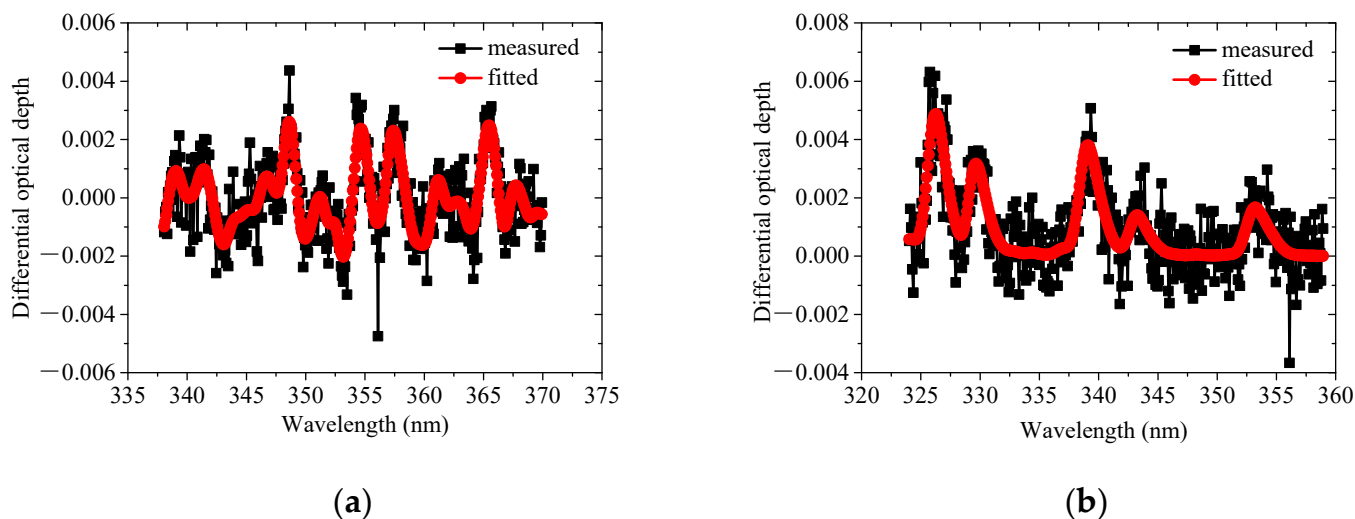 0.006
0.004
0.002
0.000
−0.002
−0.004
−0.006
Differential optical depth
measured
fitted
335 340 345 350 355 360 365 370 375
Wavelength (nm)
(a)
0.008
0.006
0.004
0.002
0.000
−0.002
−0.004
Differential optical depth
measured
fitted
320 325 330 335 340 345 350 355 360
Wavelength (nm)
(b)